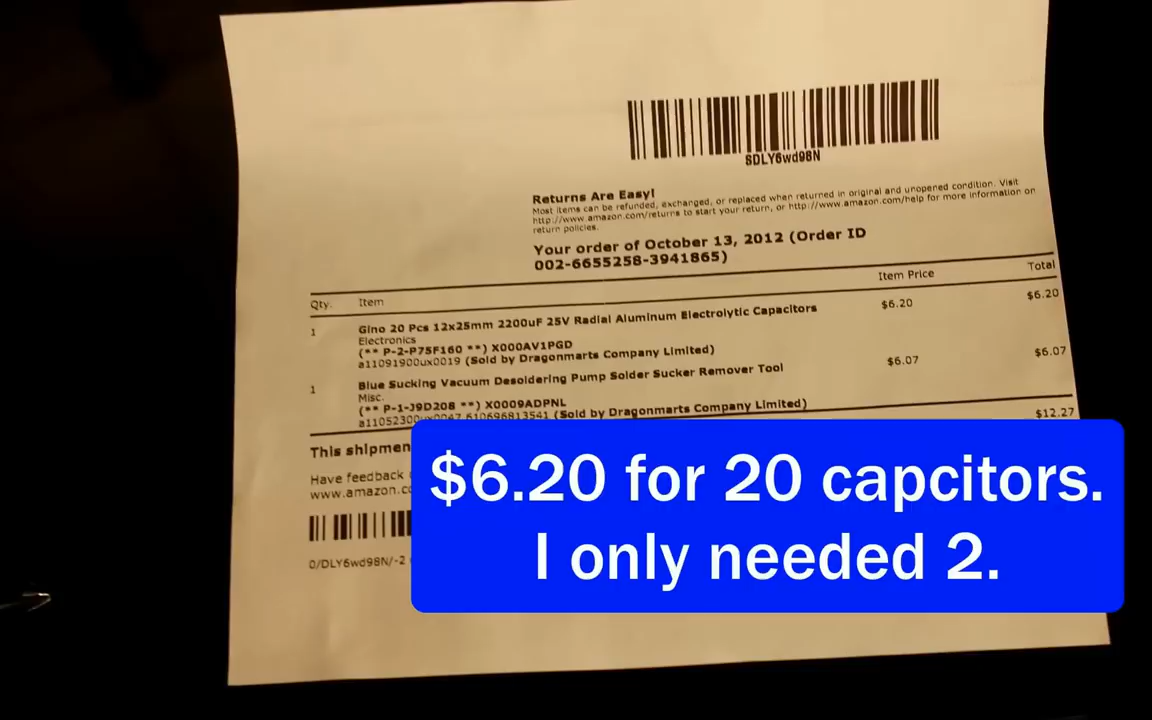 8DLY6wd98N
Returns Are Easy!
Most items can be refunded, exchanged, or replaced when returned in original and unopened condition. Visit
http://www.amazon.com/returns to start your return, or http://www.amazon.com/help for more information on
return policies.
Your order of October 13, 2012 (Order ID
002-6655258-3941865)
Qty. Item Item Price Total
1 Gino 20 Pcs 12x25mm 2200uF 25V Radial Aluminum Electrolytic Capacitors $6.20 $6.20
Electronics
(** P-2-P75F160 **) X000AV1PGD
a11091900ux0019 (Sold by Dragonmarts Company Limited)
1 Blue Sucking Vacuum Desoldering Pump Solder Sucker Remover Tool $6.07 $6.07
Misc.
(** P-1-J9D208 **) X0009ADPNL
(Sold by Dragonmarts Company Limited)
$12.27
This shipmen
Have feedback
www.amazon.co
0/DLY6wd98N/-2
$6.20 for 20 capcitors.
I only needed 2.